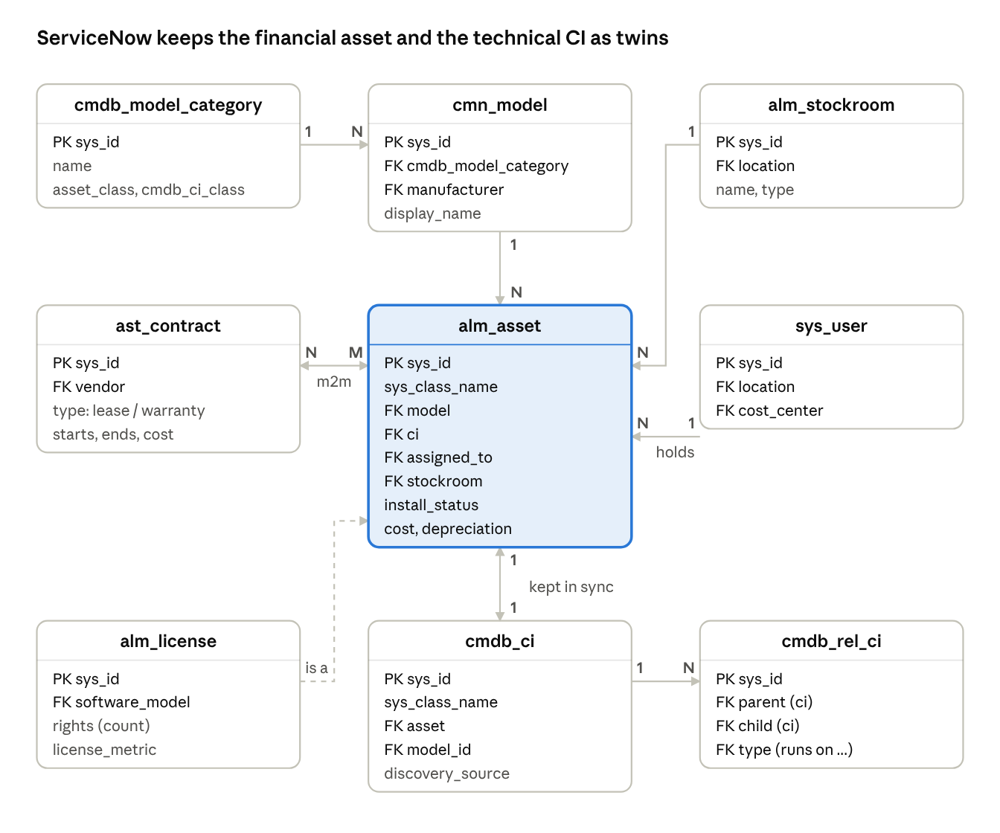 ServiceNow keeps the financial asset and the technical CI as twins
cmdb_model_category
PK sys_id
name
asset_class, cmdb_ci_class
1
N
cmn_model
PK sys_id
FK cmdb_model_category
FK manufacturer
display_name
alm_stockroom
PK sys_id
FK location
name, type
1
1
N
ast_contract
PK sys_id
FK vendor
type: lease / warranty
starts, ends, cost
N
M
m2m
alm_asset
PK sys_id
sys_class_name
FK model
FK ci
FK assigned_to
FK stockroom
install_status
cost, depreciation
N
N
1
holds
sys_user
PK sys_id
FK location
FK cost_center
1
kept in sync
1
alm_license
PK sys_id
FK software_model
rights (count)
license_metric
is a
cmdb_ci
PK sys_id
sys_class_name
FK asset
FK model_id
discovery_source
1
N
cmdb_rel_ci
PK sys_id
FK parent (ci)
FK child (ci)
FK type (runs on ...)